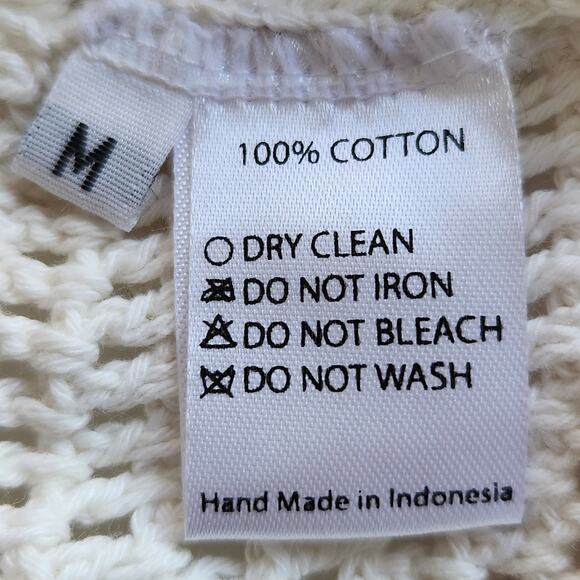 M
100% COTTON
DRY CLEAN
DO NOT IRON
DO NOT BLEACH
DO NOT WASH
Hand Made in Indonesia